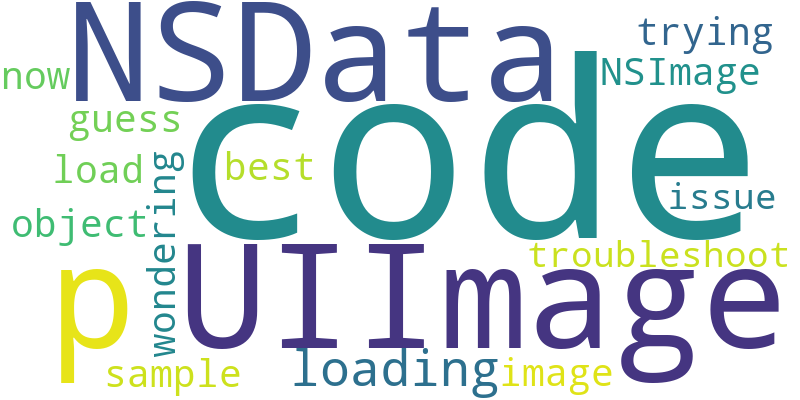 NSData
trying
now
NSImage
guess
code
load
best
wondering
issue
object
troubleshoot
p
UIImage
sample
loading
image